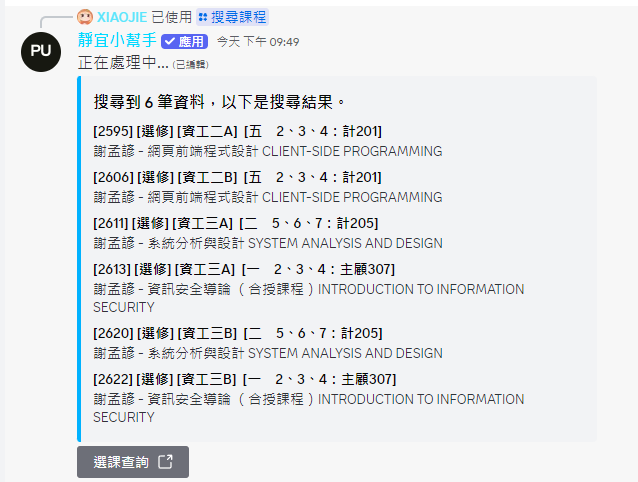 XIAOJIE 已使用 搜尋課程
PU
靜宜小幫手 ✓ 應用 今天 下午 09:49
正在處理中... (已編輯)
搜尋到 6 筆資料，以下是搜尋結果。
[2595] [選修] [資工二A] [五 2、3、4：計201]
謝孟諺 - 網頁前端程式設計 CLIENT-SIDE PROGRAMMING
[2606] [選修] [資工二B] [五 2、3、4：計201]
謝孟諺 - 網頁前端程式設計 CLIENT-SIDE PROGRAMMING
[2611] [選修] [資工三A] [二 5、6、7：計205]
謝孟諺 - 系統分析與設計 SYSTEM ANALYSIS AND DESIGN
[2613] [選修] [資工三A] [一 2、3、4：主顧307]
謝孟諺 - 資訊安全導論 （ 合授課程 ）INTRODUCTION TO INFORMATION
SECURITY
[2620] [選修] [資工三B] [二 5、6、7：計205]
謝孟諺 - 系統分析與設計 SYSTEM ANALYSIS AND DESIGN
[2622] [選修] [資工三B] [一 2、3、4：主顧307]
謝孟諺 - 資訊安全導論 （ 合授課程 ）INTRODUCTION TO INFORMATION
SECURITY
選課查詢